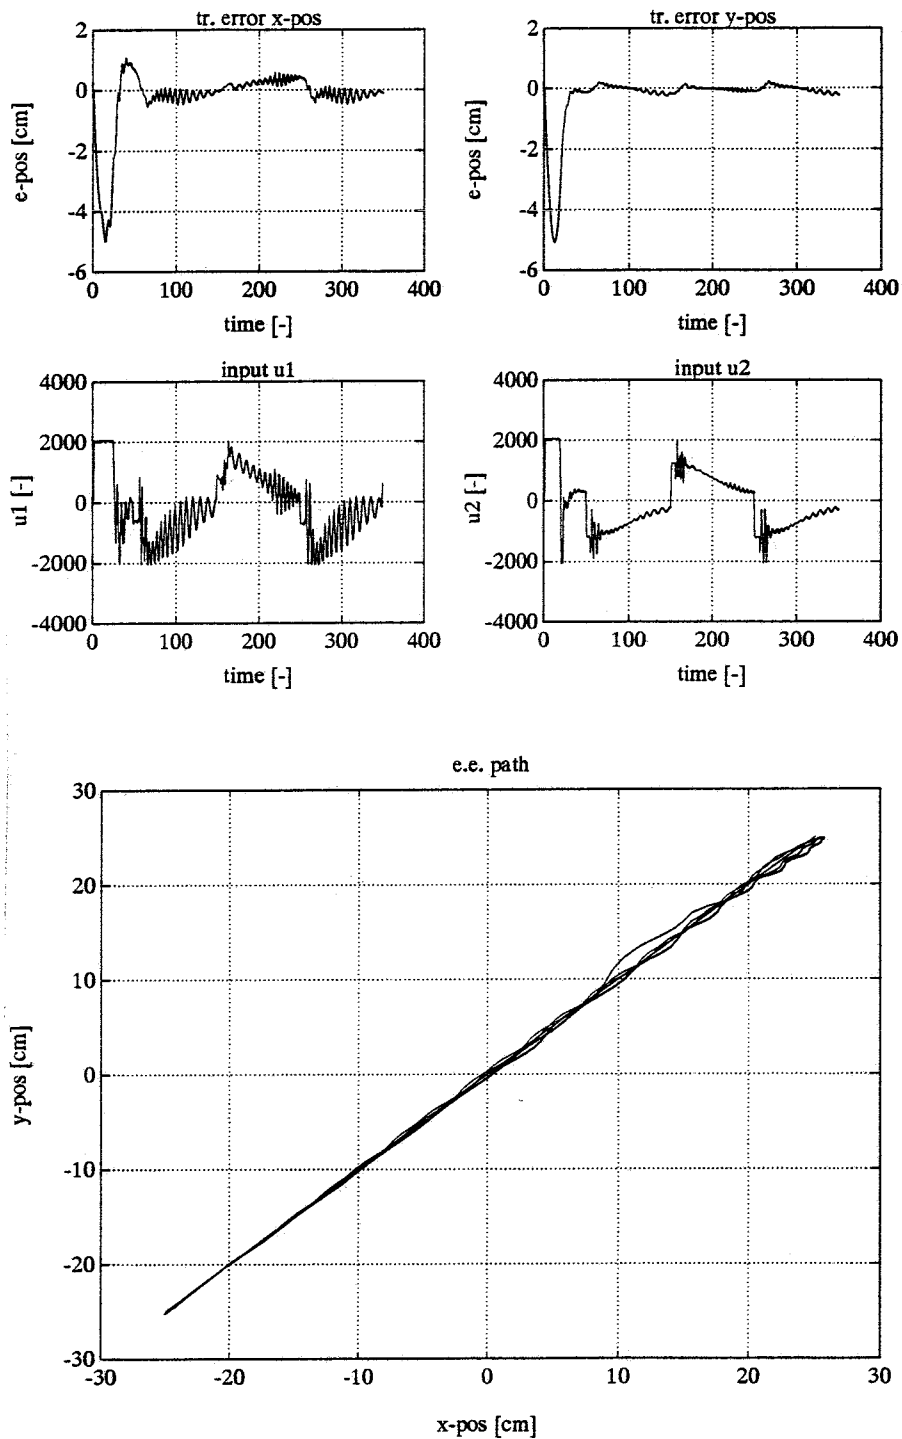 tr. error x-pos
2
0
-2
-4
-6
e-pos [cm]
0 100 200 300 400
time [-]
tr. error y-pos
2
0
-2
-4
-6
e-pos [cm]
0 100 200 300 400
time [-]
input u1
4000
2000
0
-2000
-4000
u1 [-]
0 100 200 300 400
time [-]
input u2
4000
2000
0
-2000
-4000
u2 [-]
0 100 200 300 400
time [-]
e.e. path
30
20
10
0
-10
-20
-30
y-pos [cm]
-30 -20 -10 0 10 20 30
x-pos [cm]